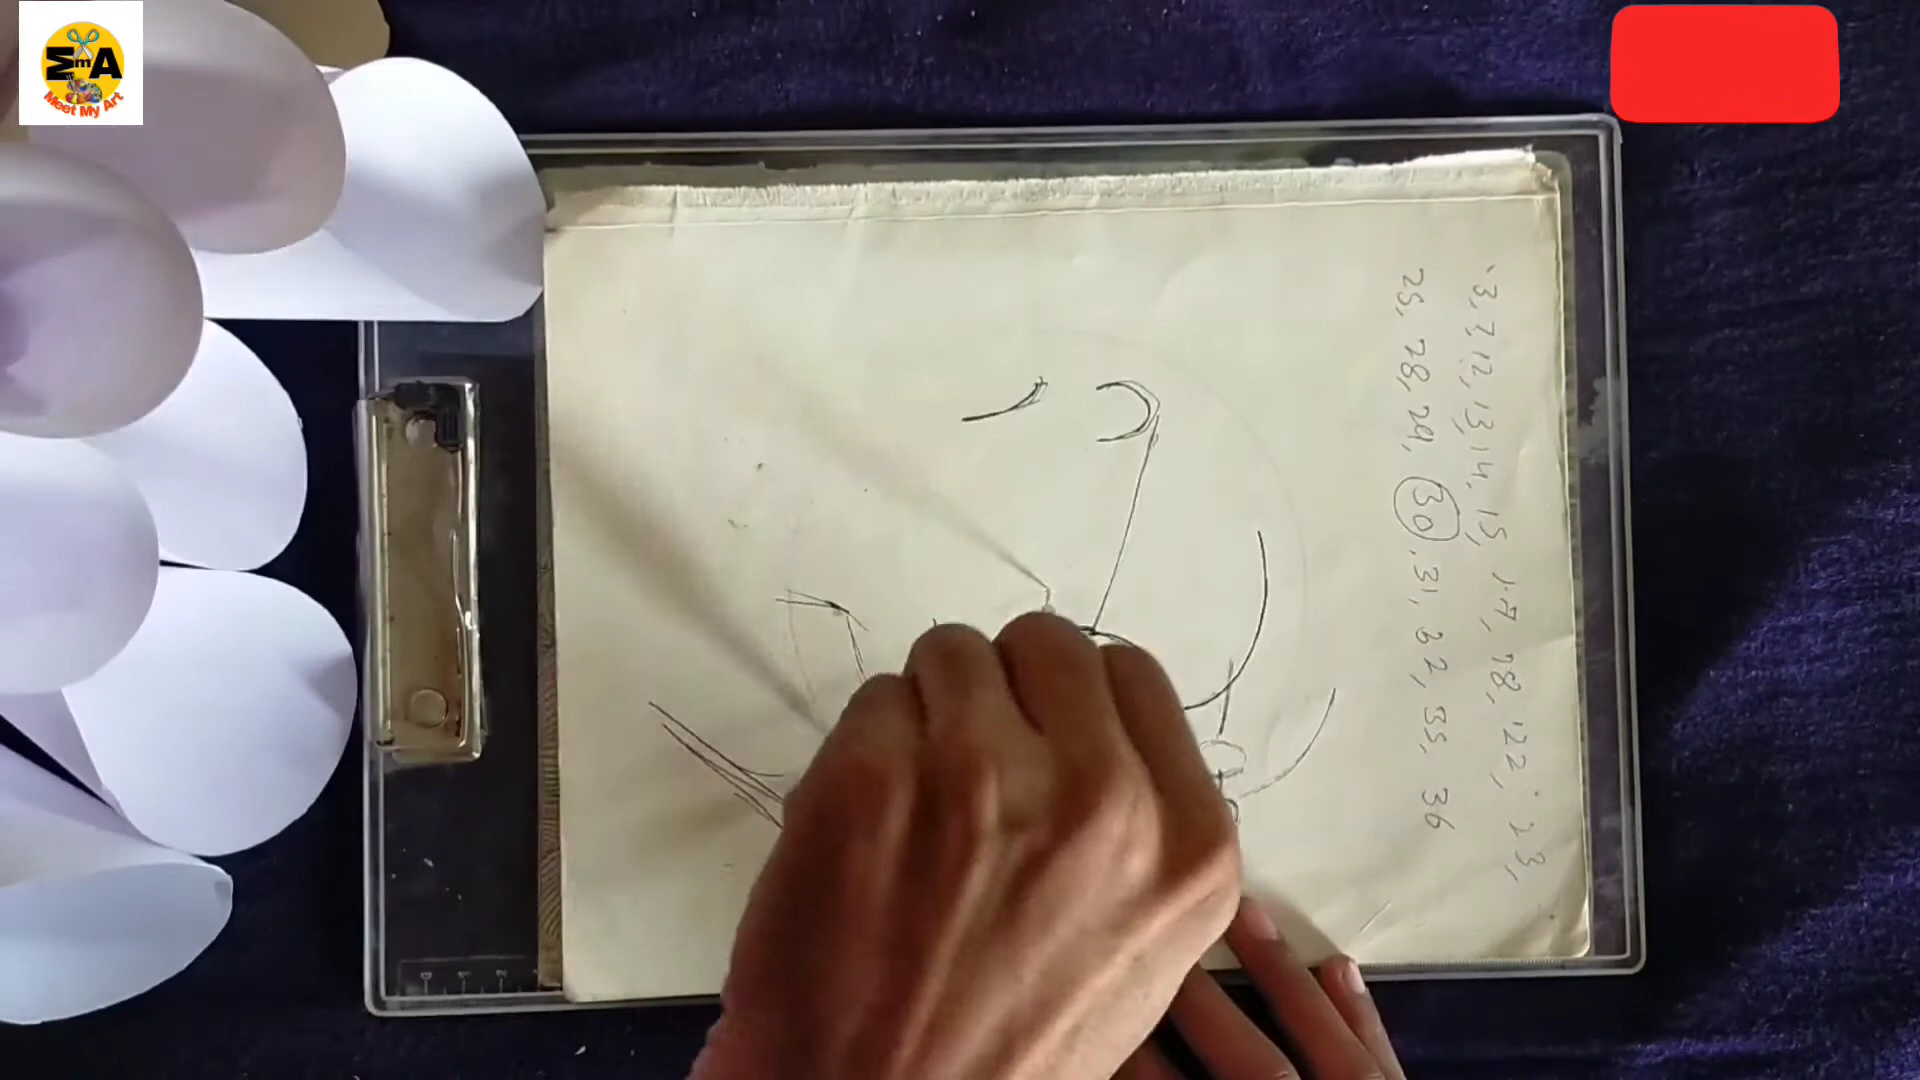 EmA
Meet My Art
3, 7, 12, 13, 14, 15, 17, 18, 22, 23,
25, 28, 29, 30, 31, 32, 35, 36